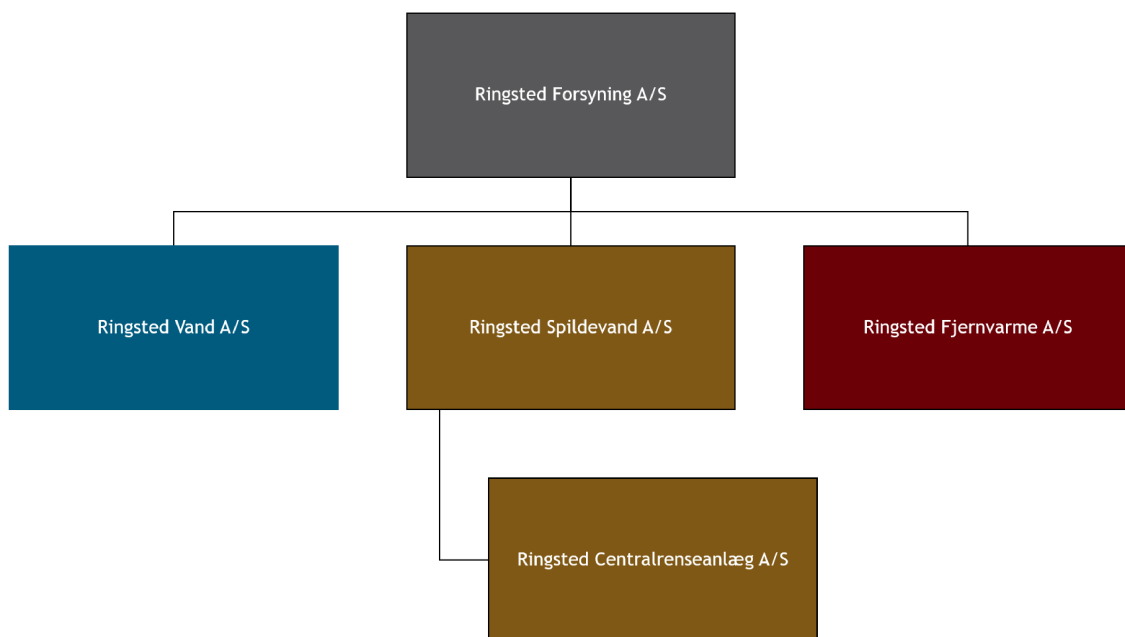 Ringsted Forsyning A/S
Ringsted Vand A/S
Ringsted Spildevand A/S
Ringsted Fjernvarme A/S
Ringsted Centralrenseanlæg A/S